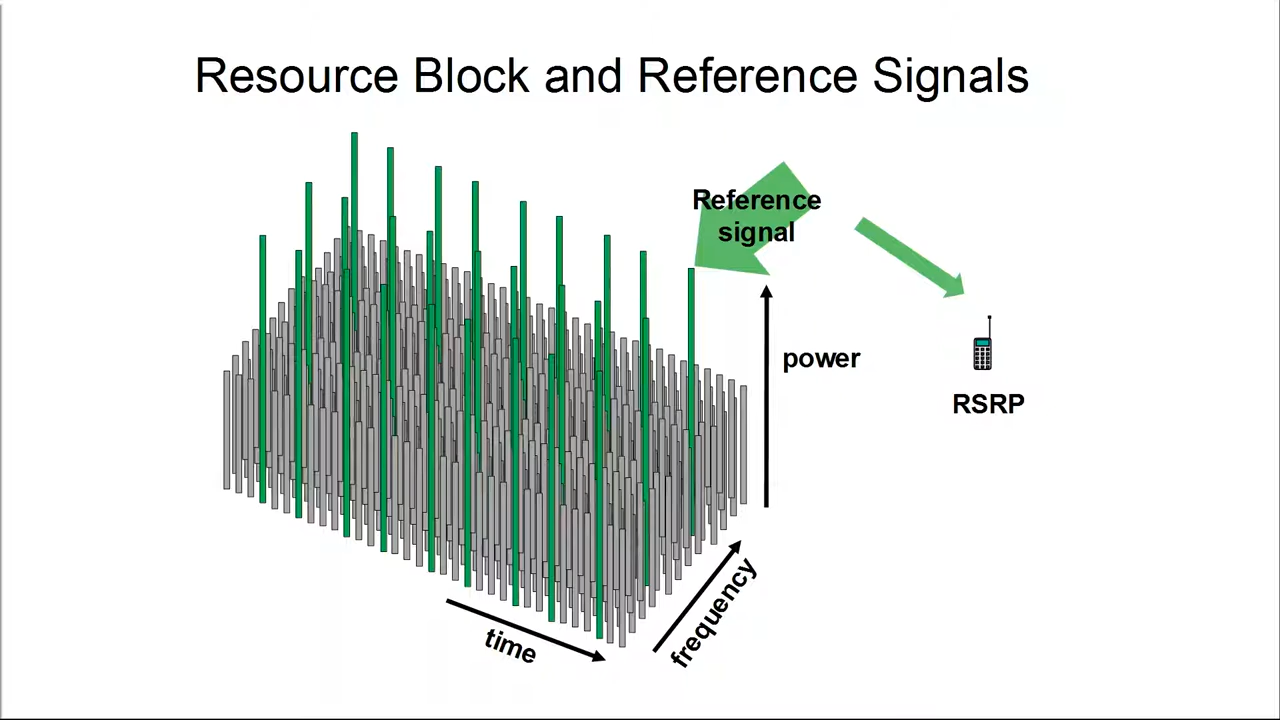 Resource Block and Reference Signals
Reference
signal
power
RSRP
frequency
time